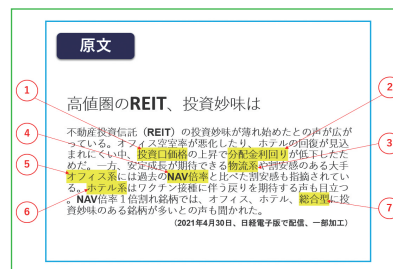 原文
1
2
3
4
5
6
7
高値圏のREIT、投資妙味は
不動産投資信託（REIT）の投資妙味が薄れ始めたとの声が広が
っている。オフィス空室率が悪化したり、ホテルの回復が見込
まれにくい中、投資口価格の上昇で分配金利回りが低下したた
めだ。一方、安定成長が期待できる物流系や割安感のある大手
オフィス系には過去のNAV倍率と比べた割安感も指摘されてい
る。ホテル系はワクチン接種に伴う戻りを期待する声も目立つ
。NAV倍率１倍割れ銘柄では、オフィス、ホテル、総合型に投
資妙味のある銘柄が多いとの声も聞かれた。
（2021年4月30日、日経電子版で配信、一部加工）